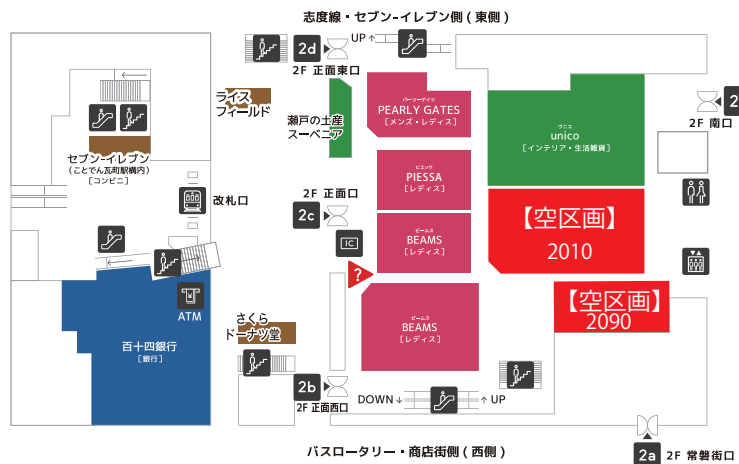 志度線・セブン-イレブン側 ( 東側 )
UP ↑
2d
2F 正面東口
ライス
フィールド
瀬戸の土産
スーベニア
パーリーゲイツ
PEARLY GATES
［メンズ・レディス］
ウニコ
unico
［インテリア・生活雑貨］
2
2F 南口
セブン-イレブン
(ことでん瓦町駅構内)
［コンビニ］
改札口
2F 正面口
2c
IC
?
ピエッサ
PIESSA
［レディス］
ビームス
BEAMS
［レディス］
【空区画】
2010
【空区画】
2090
ATM
さくら
ドーナツ堂
ビームス
BEAMS
［レディス］
百十四銀行
［銀行］
2b
2F 正面西口
DOWN ↓
↑ UP
バスロータリー・商店街側 ( 西側 )
2a
2F 常磐街口